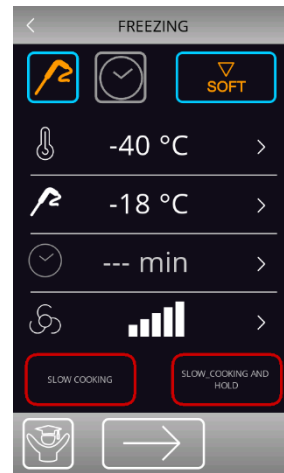 FREEZING
SOFT
-40 °C
-18 °C
--- min
SLOW COOKING
SLOW_COOKING AND
HOLD